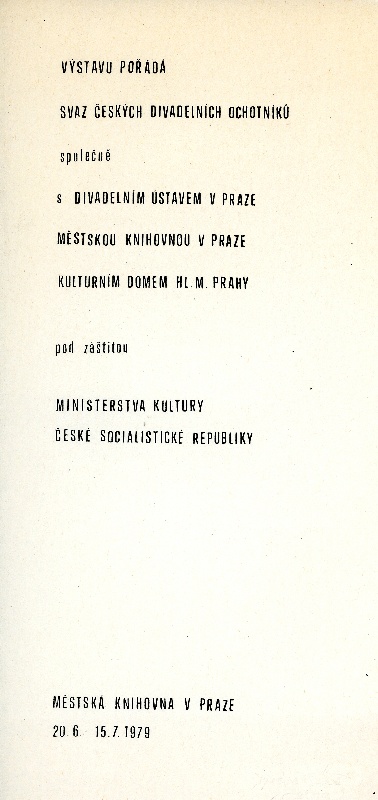 VÝSTAVU POŘÁDÁ
SVAZ ČESKÝCH DIVADELNÍCH OCHOTNÍKŮ
společně
s DIVADELNÍM ÚSTAVEM V PRAZE
MĚSTSKOU KNIHOVNOU V PRAZE
KULTURNÍM DOMEM HL. M. PRAHY
pod záštitou
MINISTERSTVA KULTURY
ČESKÉ SOCIALISTICKÉ REPUBLIKY
MĚSTSKÁ KNIHOVNA V PRAZE
20. 6. 15. 7. 1979